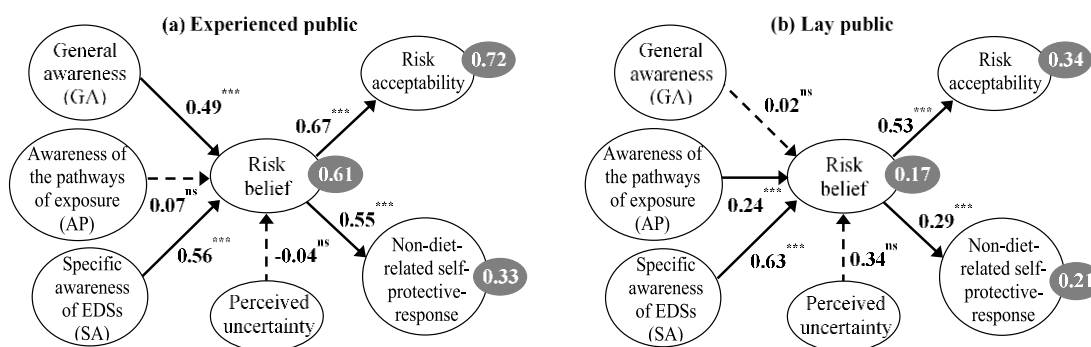 (a) Experienced public
General
awareness
(GA)
Risk
acceptability
0.72
0.49***
0.67***
Awareness of
the pathways
of exposure
(AP)
0.07ns
Risk
belief
0.61
0.56***
-0.04ns
0.55***
Specific
awareness
of EDSs
(SA)
Perceived
uncertainty
Non-diet-
related self-
protective-
response
0.33
(b) Lay public
General
awareness
(GA)
Risk
acceptability
0.34
0.02ns
0.53***
Awareness of
the pathways
of exposure
(AP)
0.24***
Risk
belief
0.17
0.63***
0.34ns
0.29***
Specific
awareness
of EDSs
(SA)
Perceived
uncertainty
Non-diet-
related self-
protective-
response
0.21